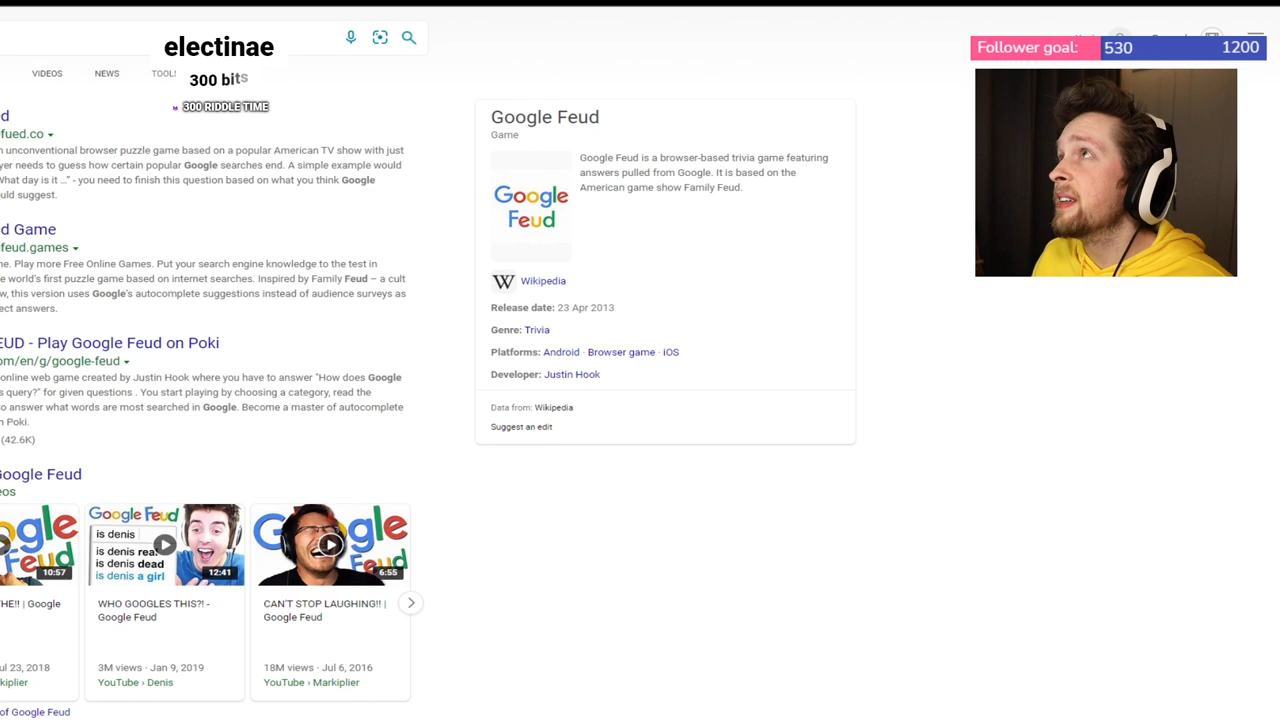 electinae
300 bits
300 RIDDLE TIME
VIDEOS
NEWS
TOOLS
Follower goal:
530
1200
d
fued.co
n unconventional browser puzzle game based on a popular American TV show with just
yer needs to guess how certain popular Google searches end. A simple example would
What day is it ..." - you need to finish this question based on what you think Google
uld suggest.
d Game
feud.games
ne. Play more Free Online Games. Put your search engine knowledge to the test in
e world's first puzzle game based on internet searches. Inspired by Family Feud – a cult
w, this version uses Google's autocomplete suggestions instead of audience surveys as
ect answers.
EUD - Play Google Feud on Poki
om/en/g/google-feud
online web game created by Justin Hook where you have to answer "How does Google
s query?" for given questions . You start playing by choosing a category, read the
o answer what words are most searched in Google. Become a master of autocomplete
n Poki.
(42.6K)
Google Feud
eos
ogle
Feud
10:57
THE!! | Google
ul 23, 2018
rkiplier
Google Feud
is denis
is denis real
is denis dead
is denis a girl
12:41
WHO GOOGLES THIS?! -
Google Feud
3M views · Jan 9, 2019
YouTube › Denis
6:55
CAN'T STOP LAUGHING!! |
Google Feud
18M views · Jul 6, 2016
YouTube › Markiplier
of Google Feud
Google Feud
Game
Google
Feud
Google Feud is a browser-based trivia game featuring
answers pulled from Google. It is based on the
American game show Family Feud.
W
Wikipedia
Release date: 23 Apr 2013
Genre: Trivia
Platforms: Android · Browser game · iOS
Developer: Justin Hook
Data from: Wikipedia
Suggest an edit